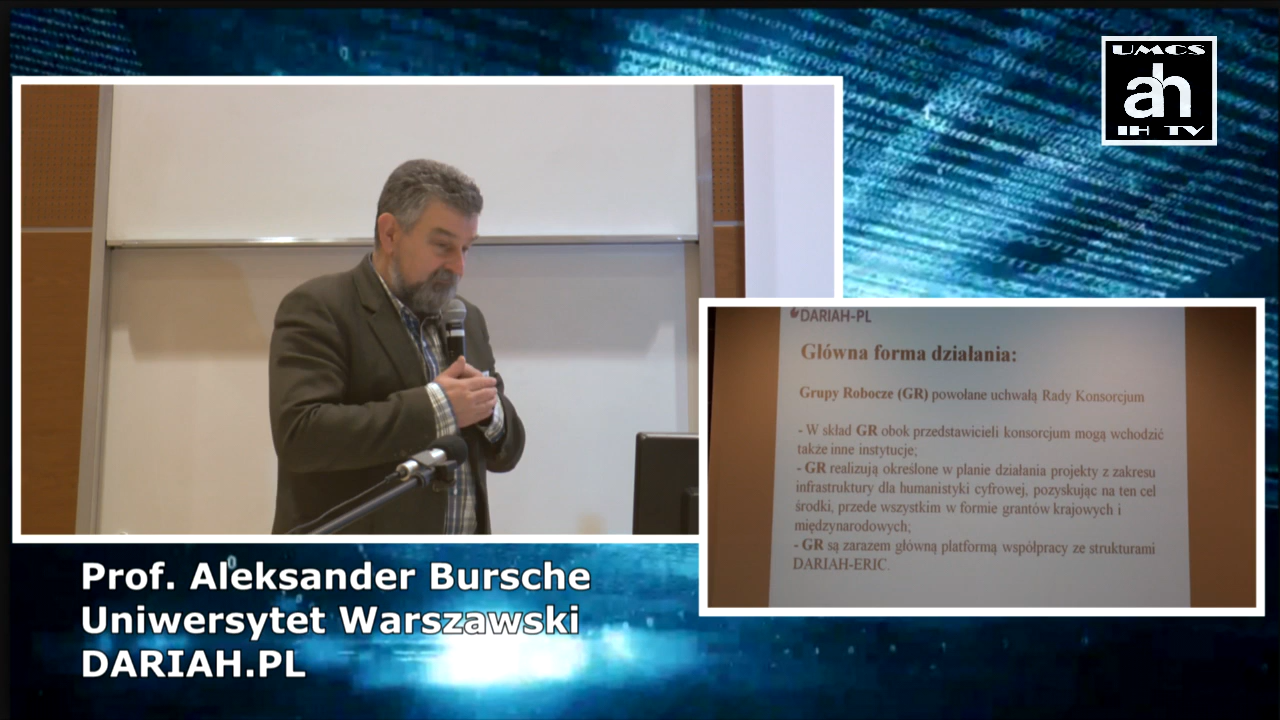 UMCS
ah
IH TV
DARIAH-PL
Główna forma działania:
Grupy Robocze (GR) powołane uchwałą Rady Konsorcjum
- W skład GR obok przedstawicieli konsorcjum mogą wchodzić
także inne instytucje;
- GR realizują określone w planie działania projekty z zakresu
infrastruktury dla humanistyki cyfrowej, pozyskując na ten cel
środki, przede wszystkim w formie grantów krajowych i
międzynarodowych;
- GR są zarazem główną platformą współpracy ze strukturami
DARIAH-ERIC.
Prof. Aleksander Bursche
Uniwersytet Warszawski
DARIAH.PL